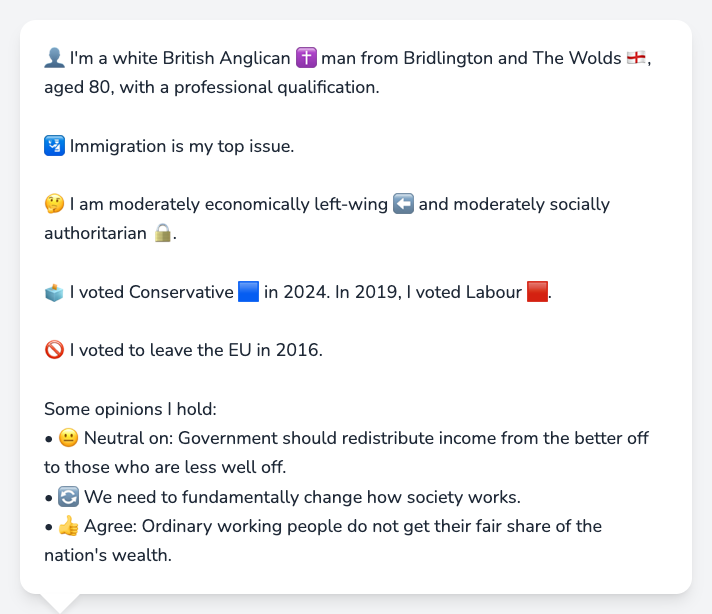 👤 I'm a white British Anglican ✝️ man from Bridlington and The Wolds 🏴󠁧󠁢󠁥󠁮󠁧󠁿,
aged 80, with a professional qualification.
🛂 Immigration is my top issue.
🤔 I am moderately economically left-wing ⬅️ and moderately socially
authoritarian 🔒.
🗳️ I voted Conservative 🟦 in 2024. In 2019, I voted Labour 🟥.
🚫 I voted to leave the EU in 2016.
Some opinions I hold:
• 😐 Neutral on: Government should redistribute income from the better off
to those who are less well off.
• 🔄 We need to fundamentally change how society works.
• 👍 Agree: Ordinary working people do not get their fair share of the
nation's wealth.